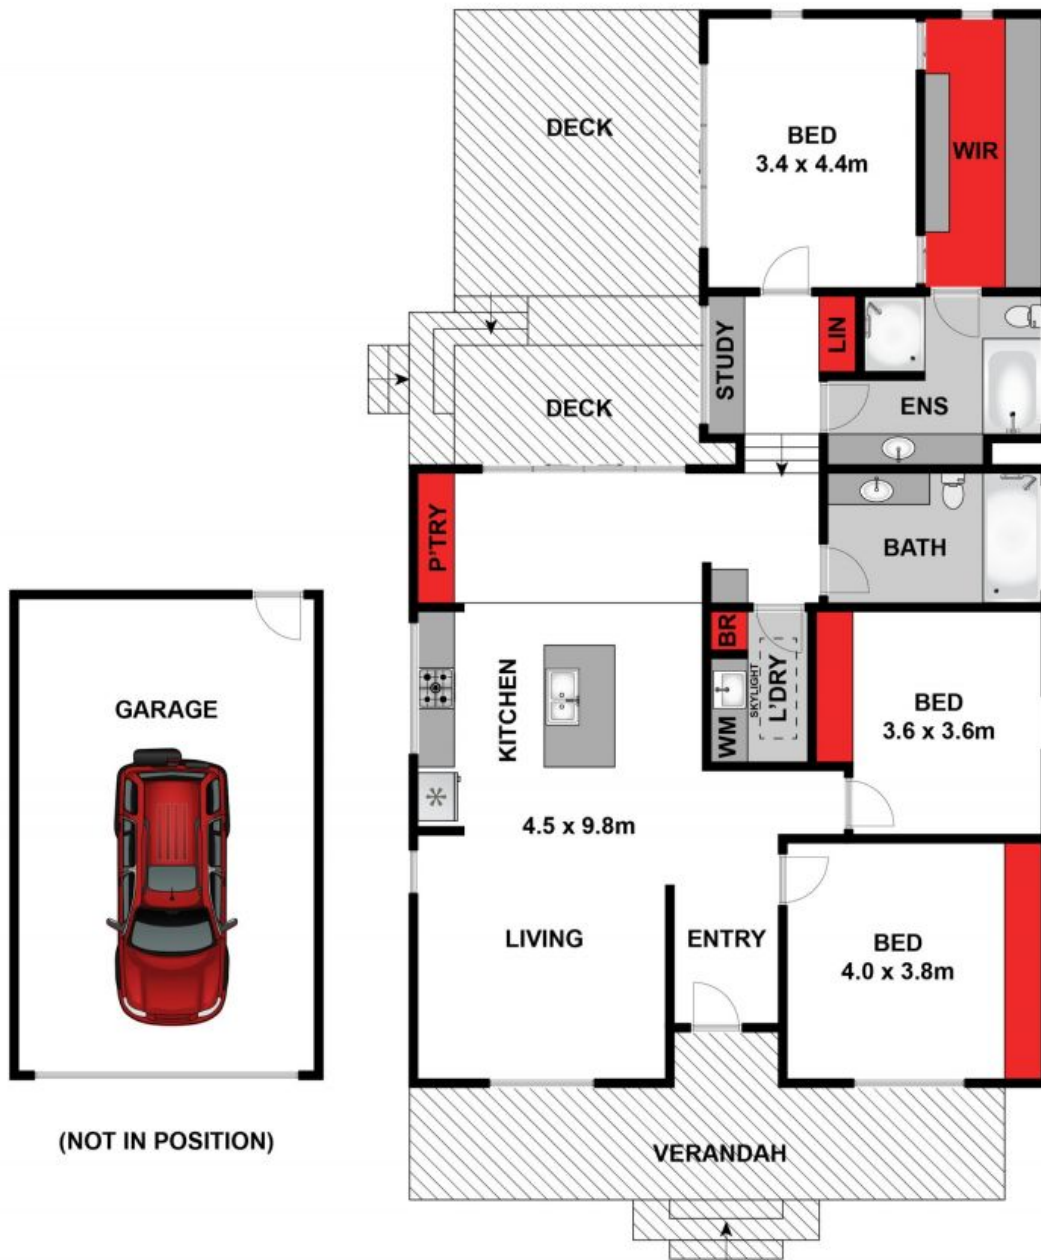 DECK
BED
3.4 x 4.4m
WIR
STUDY
LIN
DECK
ENS
P'TRY
BATH
BR
KITCHEN
WM
SKYLIGHT
L'DRY
BED
3.6 x 3.6m
GARAGE
4.5 x 9.8m
LIVING
ENTRY
BED
4.0 x 3.8m
(NOT IN POSITION)
VERANDAH